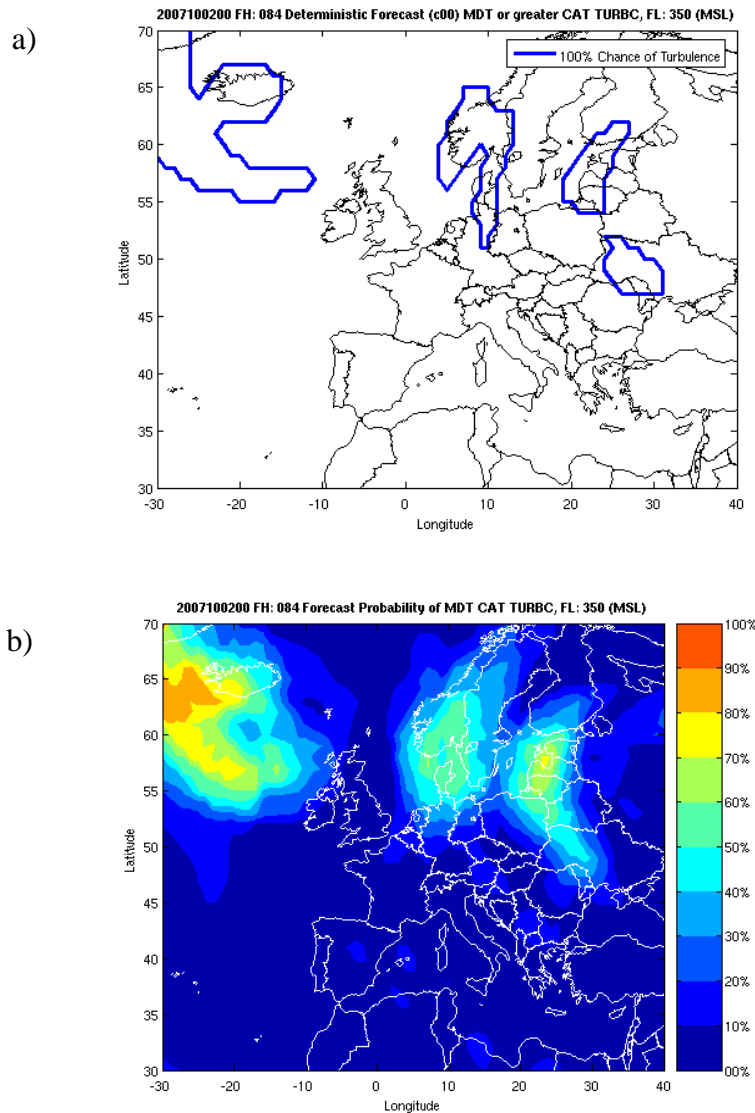 a)
2007100200 FH: 084 Deterministic Forecast (c00) MDT or greater CAT TURBC, FL: 350 (MSL)
100% Chance of Turbulence
70
65
60
55
50
45
40
35
30
Latitude
-30 -20 -10 0 10 20 30 40
Longitude
b)
2007100200 FH: 084 Forecast Probability of MDT CAT TURBC, FL: 350 (MSL)
70
65
60
55
50
45
40
35
30
Latitude
-30 -20 -10 0 10 20 30 40
Longitude
100%
90%
80%
70%
60%
50%
40%
30%
20%
10%
00%